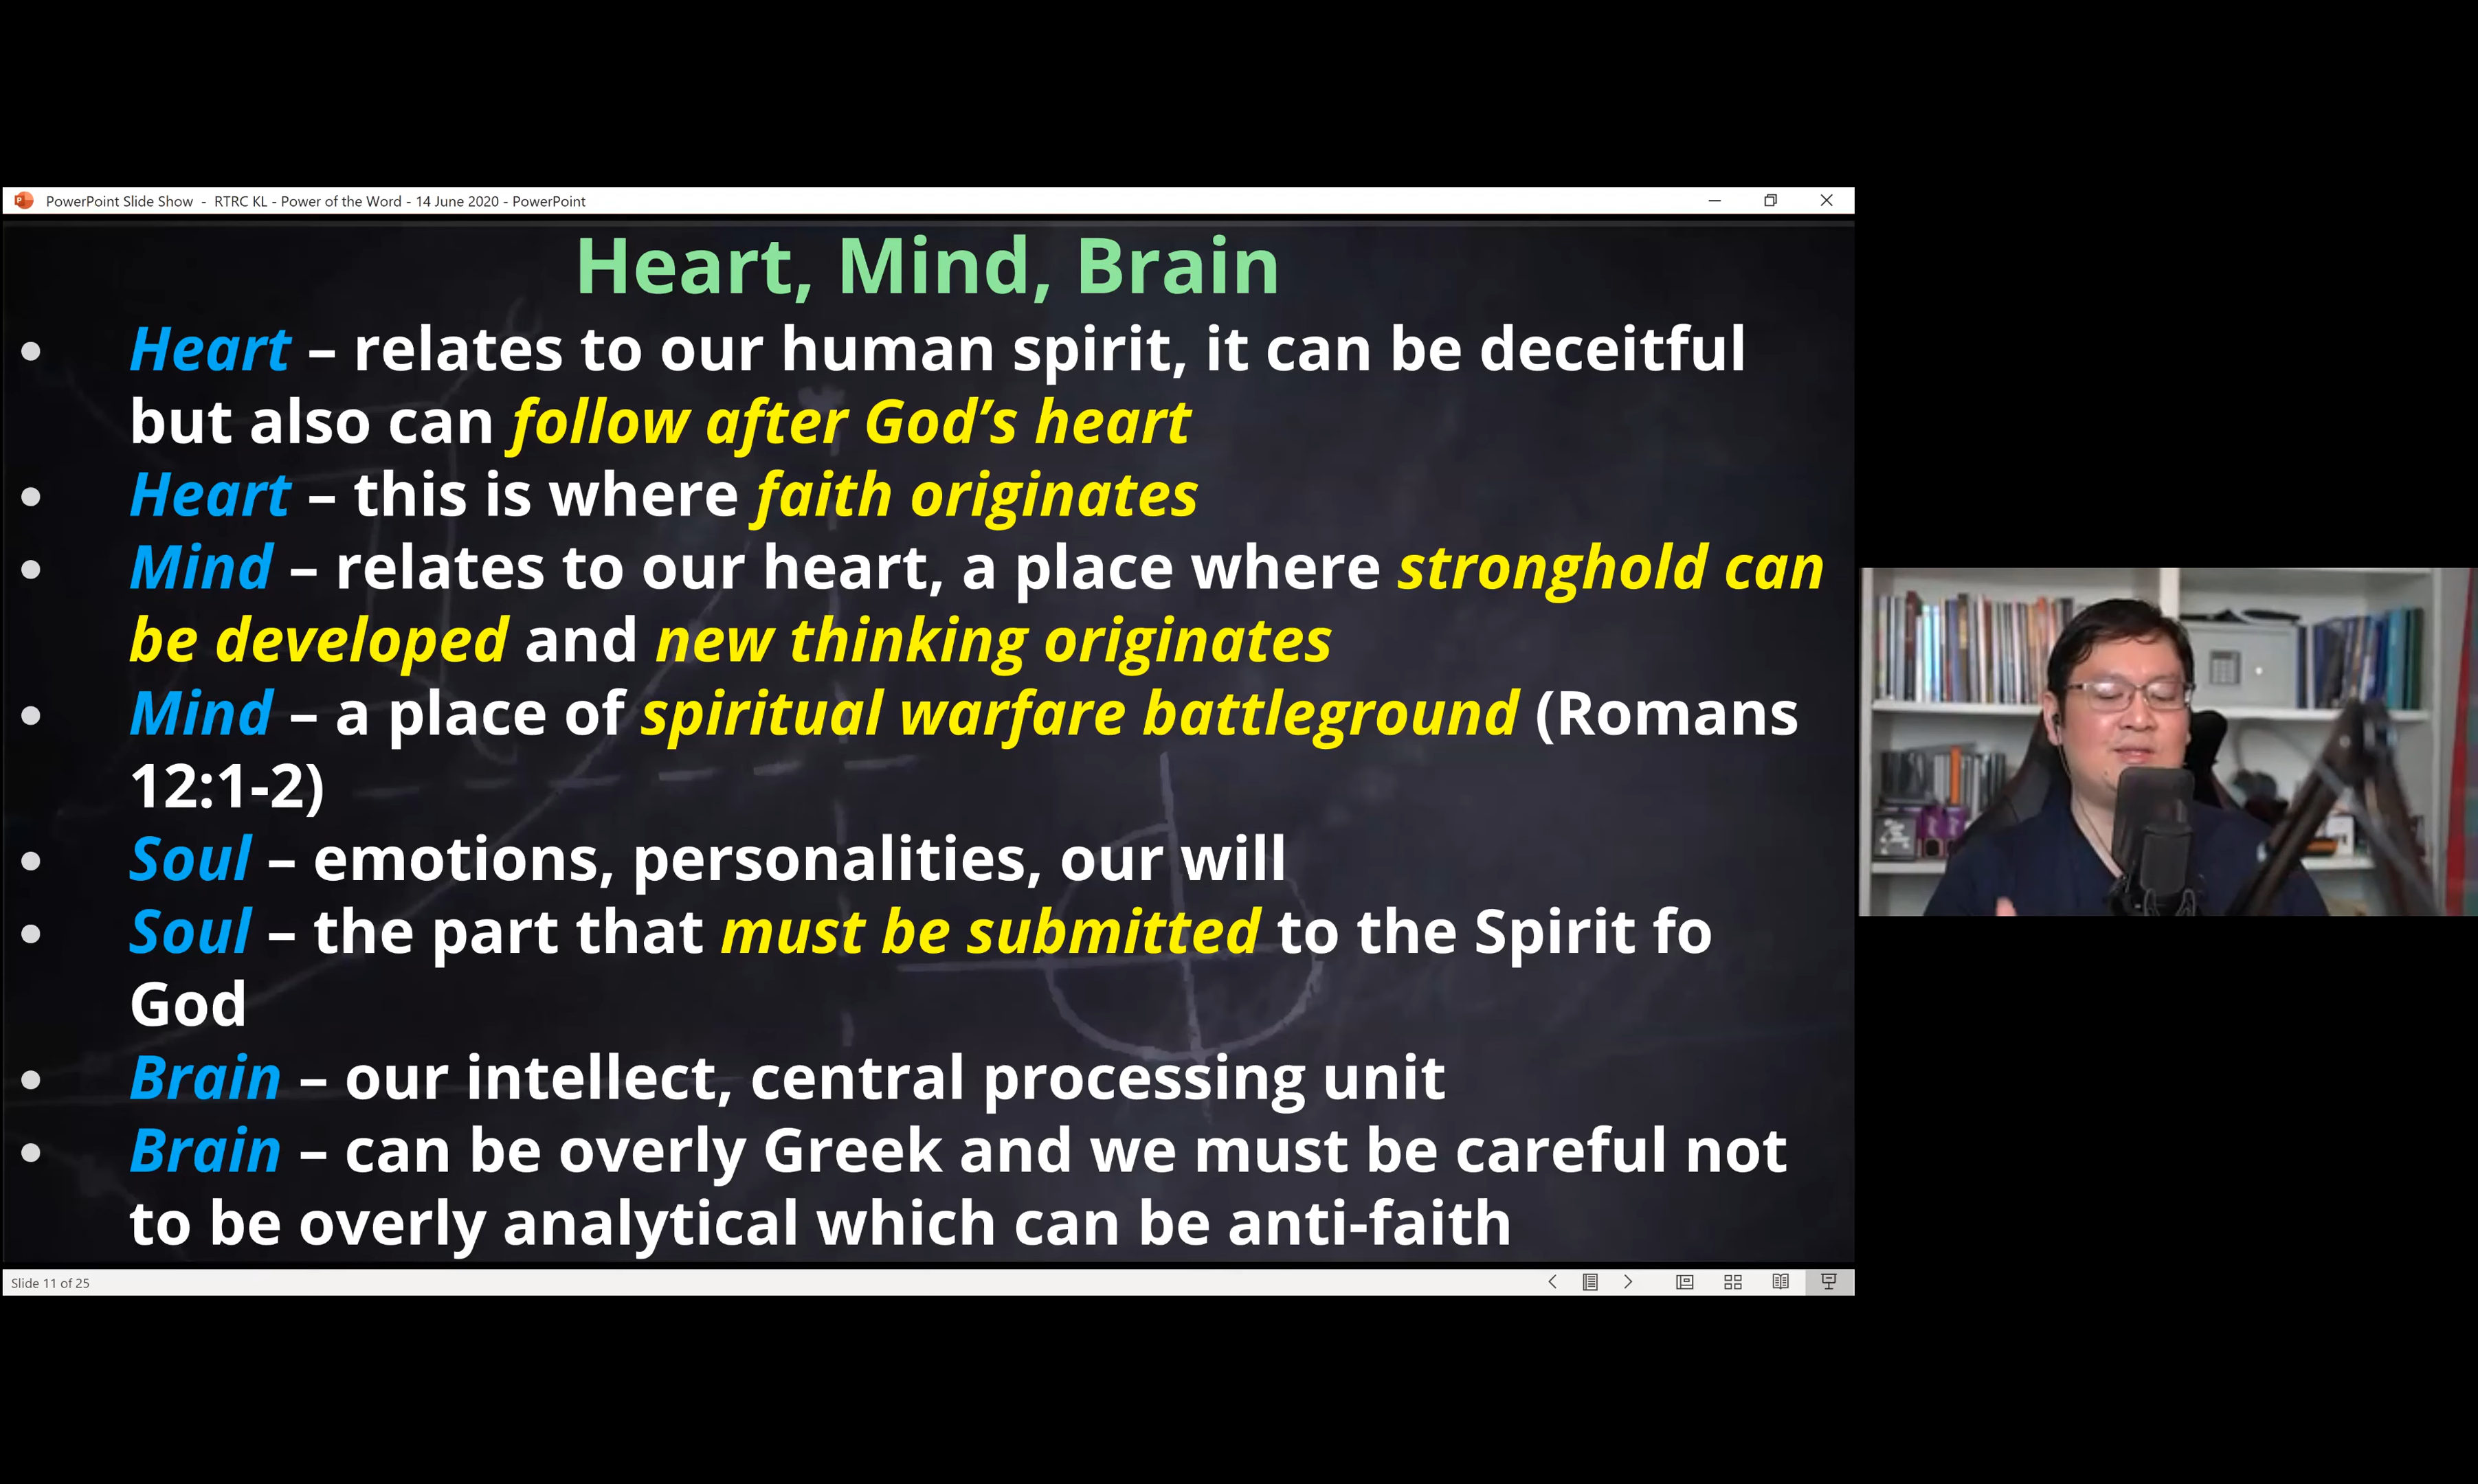 PowerPoint Slide Show - RTRC KL - Power of the Word - 14 June 2020 - PowerPoint
Heart, Mind, Brain
Heart – relates to our human spirit, it can be deceitful
but also can follow after God’s heart
Heart – this is where faith originates
Mind – relates to our heart, a place where stronghold can
be developed and new thinking originates
Mind – a place of spiritual warfare battleground (Romans
12:1-2)
Soul – emotions, personalities, our will
Soul – the part that must be submitted to the Spirit fo
God
Brain – our intellect, central processing unit
Brain – can be overly Greek and we must be careful not
to be overly analytical which can be anti-faith
Slide 11 of 25